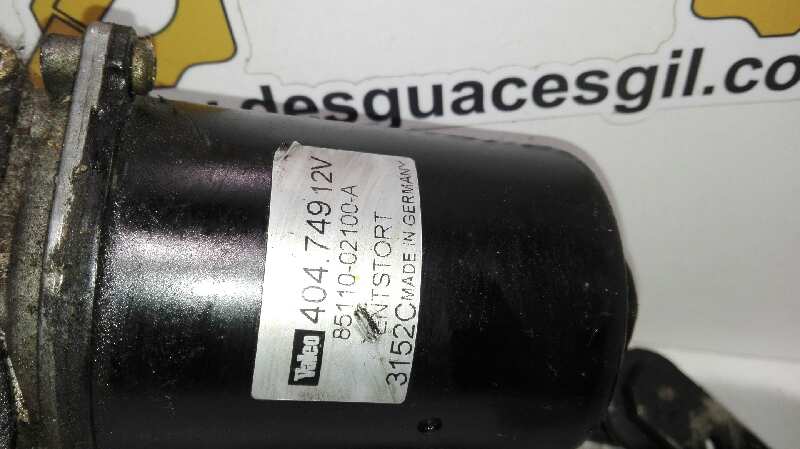 .desguacesgil.co
Valeo 404.749 12V
85110-02100-A
ENTSTORT
3152C MADE IN GERMANY